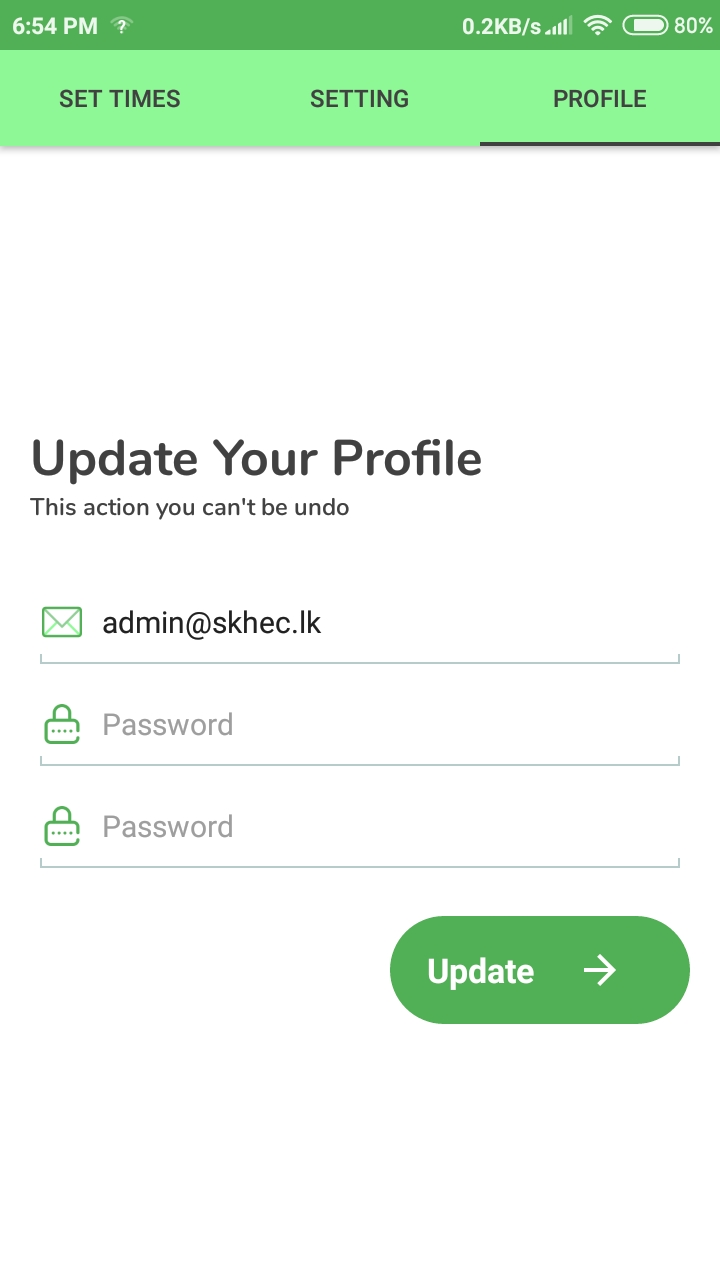 6:54 PM ? 0.2KB/s 80%
SET TIMES SETTING PROFILE
Update Your Profile
This action you can't be undo
admin@skhec.lk
Password
Password
Update